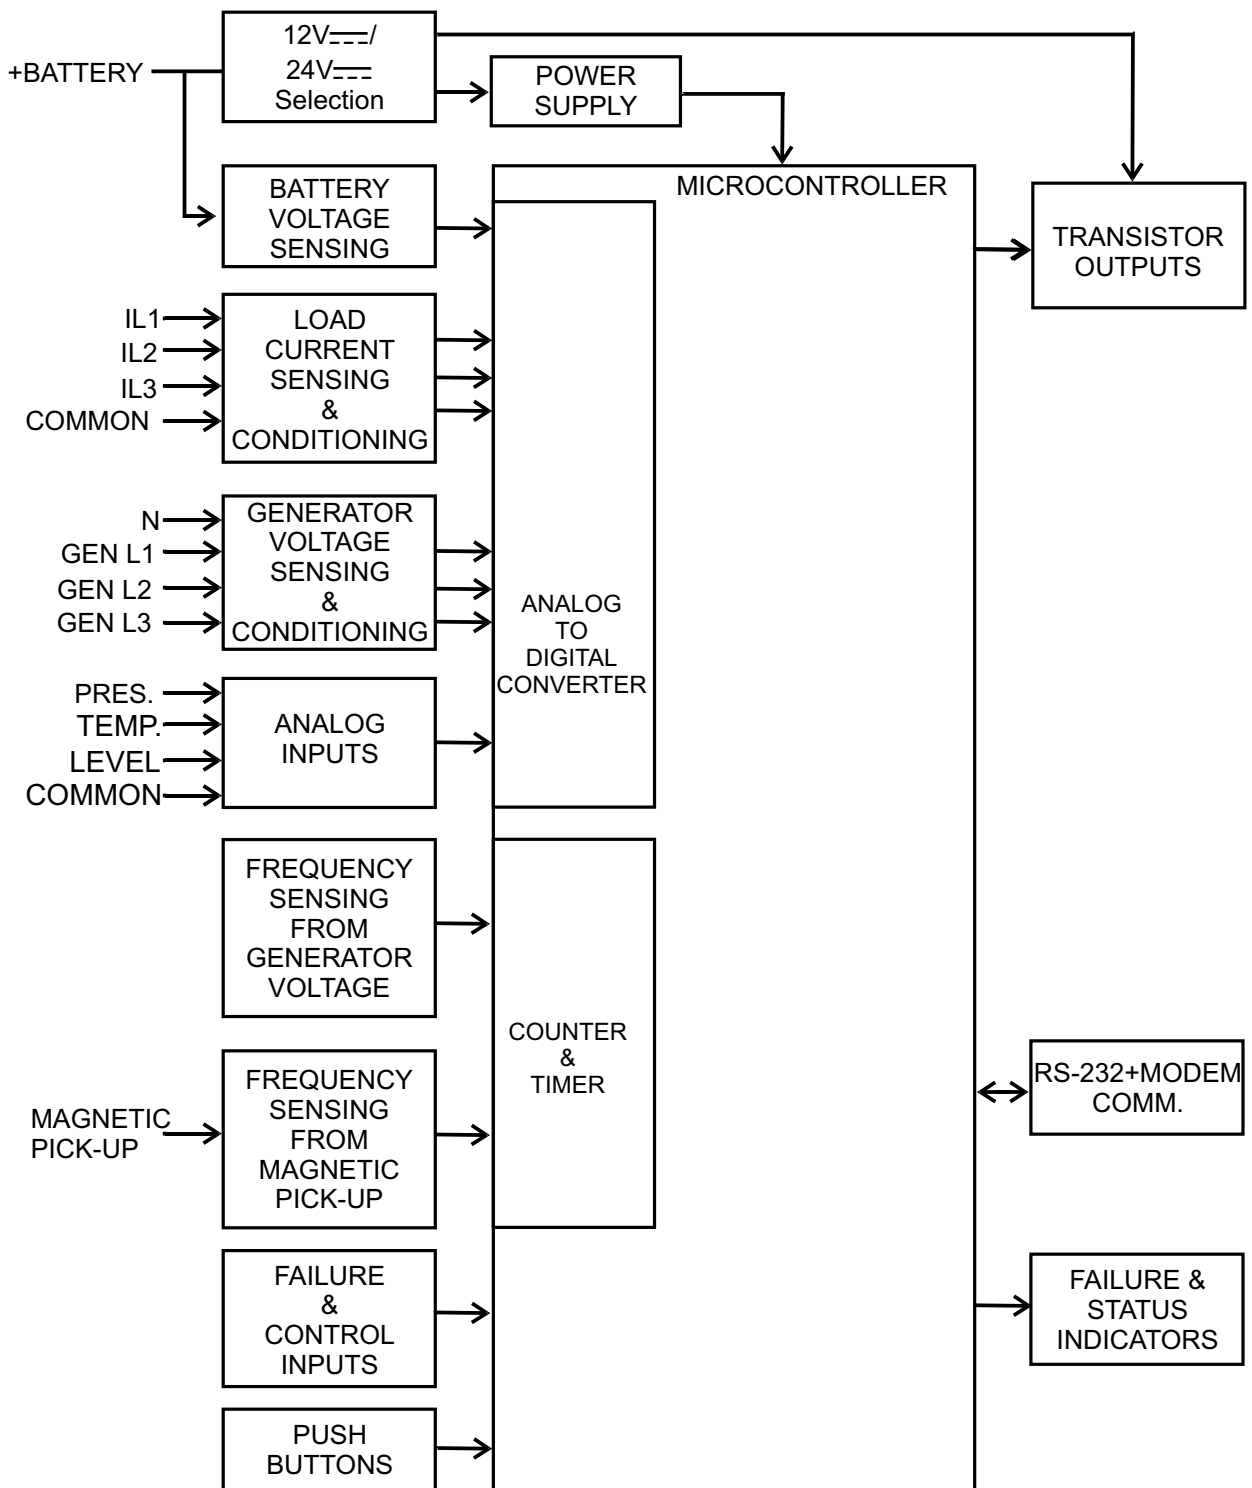 12V⎓/
24V⎓
Selection
+BATTERY
POWER
SUPPLY
BATTERY
VOLTAGE
SENSING
MICROCONTROLLER
TRANSISTOR
OUTPUTS
IL1
IL2
IL3
COMMON
LOAD
CURRENT
SENSING
&
CONDITIONING
N
GEN L1
GEN L2
GEN L3
GENERATOR
VOLTAGE
SENSING
&
CONDITIONING
ANALOG
TO
DIGITAL
CONVERTER
PRES.
TEMP.
LEVEL
COMMON
ANALOG
INPUTS
FREQUENCY
SENSING
FROM
GENERATOR
VOLTAGE
COUNTER
&
TIMER
MAGNETIC
PICK-UP
FREQUENCY
SENSING
FROM
MAGNETIC
PICK-UP
RS-232+MODEM
COMM.
FAILURE
&
CONTROL
INPUTS
FAILURE &
STATUS
INDICATORS
PUSH
BUTTONS